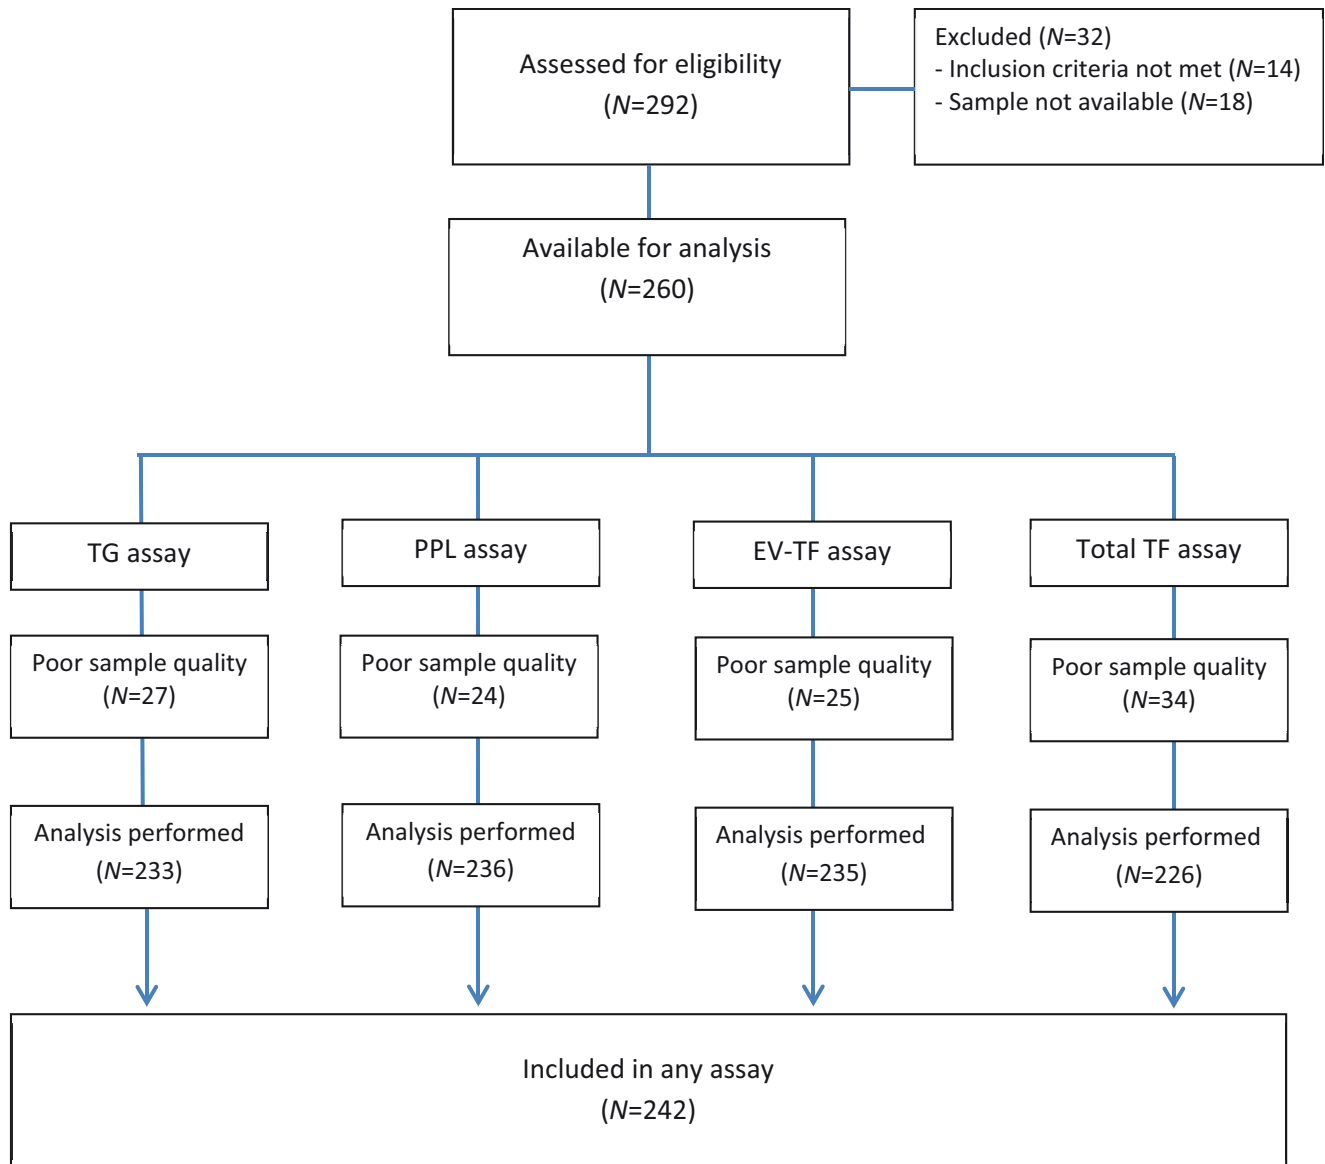 Assessed for eligibility
(N=292)
Excluded (N=32)
- Inclusion criteria not met (N=14)
- Sample not available (N=18)
Available for analysis
(N=260)
TG assay
PPL assay
EV-TF assay
Total TF assay
Poor sample quality
(N=27)
Poor sample quality
(N=24)
Poor sample quality
(N=25)
Poor sample quality
(N=34)
Analysis performed
(N=233)
Analysis performed
(N=236)
Analysis performed
(N=235)
Analysis performed
(N=226)
Included in any assay
(N=242)